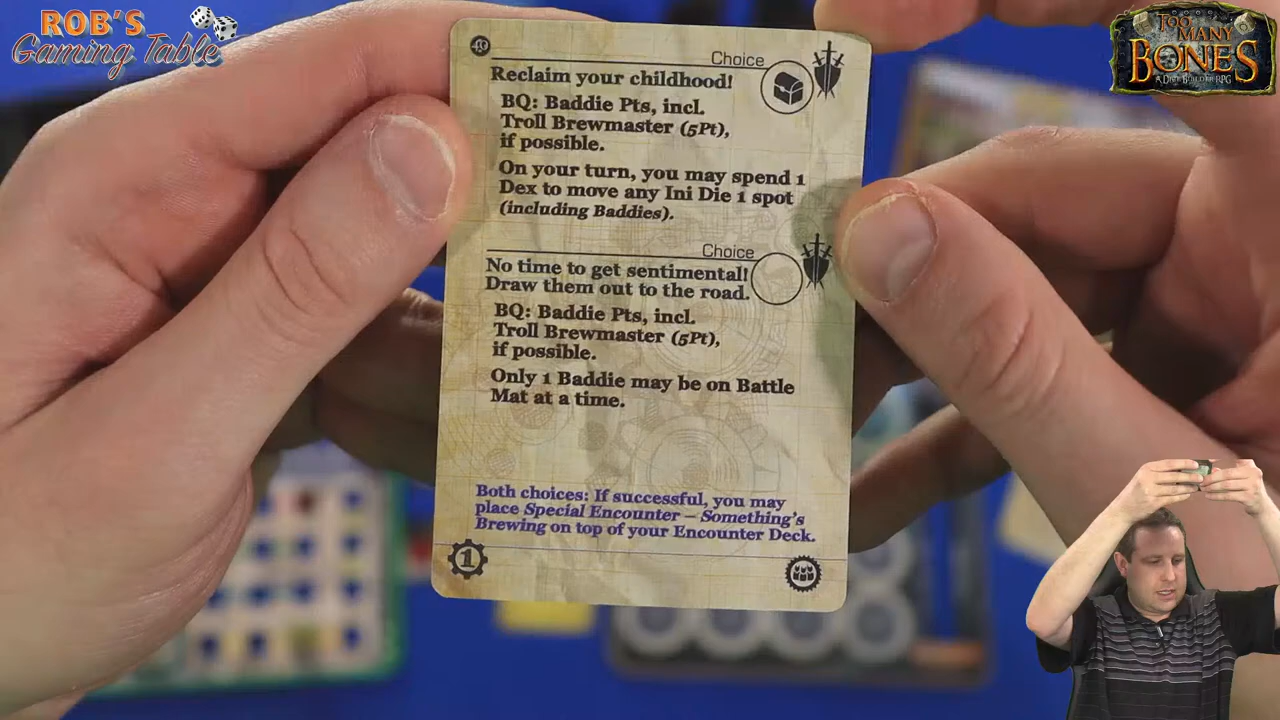 ROB'S
Gaming Table
TOO
MANY
BONES
A DICE BUILDER RPG
Choice
Reclaim your childhood!
BQ: Baddie Pts, incl.
Troll Brewmaster (5Pt),
if possible.
On your turn, you may spend 1
Dex to move any Ini Die 1 spot
(including Baddies).
Choice
No time to get sentimental!
Draw them out to the road.
BQ: Baddie Pts, incl.
Troll Brewmaster (5Pt),
if possible.
Only 1 Baddie may be on Battle
Mat at a time.
Both choices: If successful, you may
place Special Encounter – Something's
Brewing on top of your Encounter Deck.
1